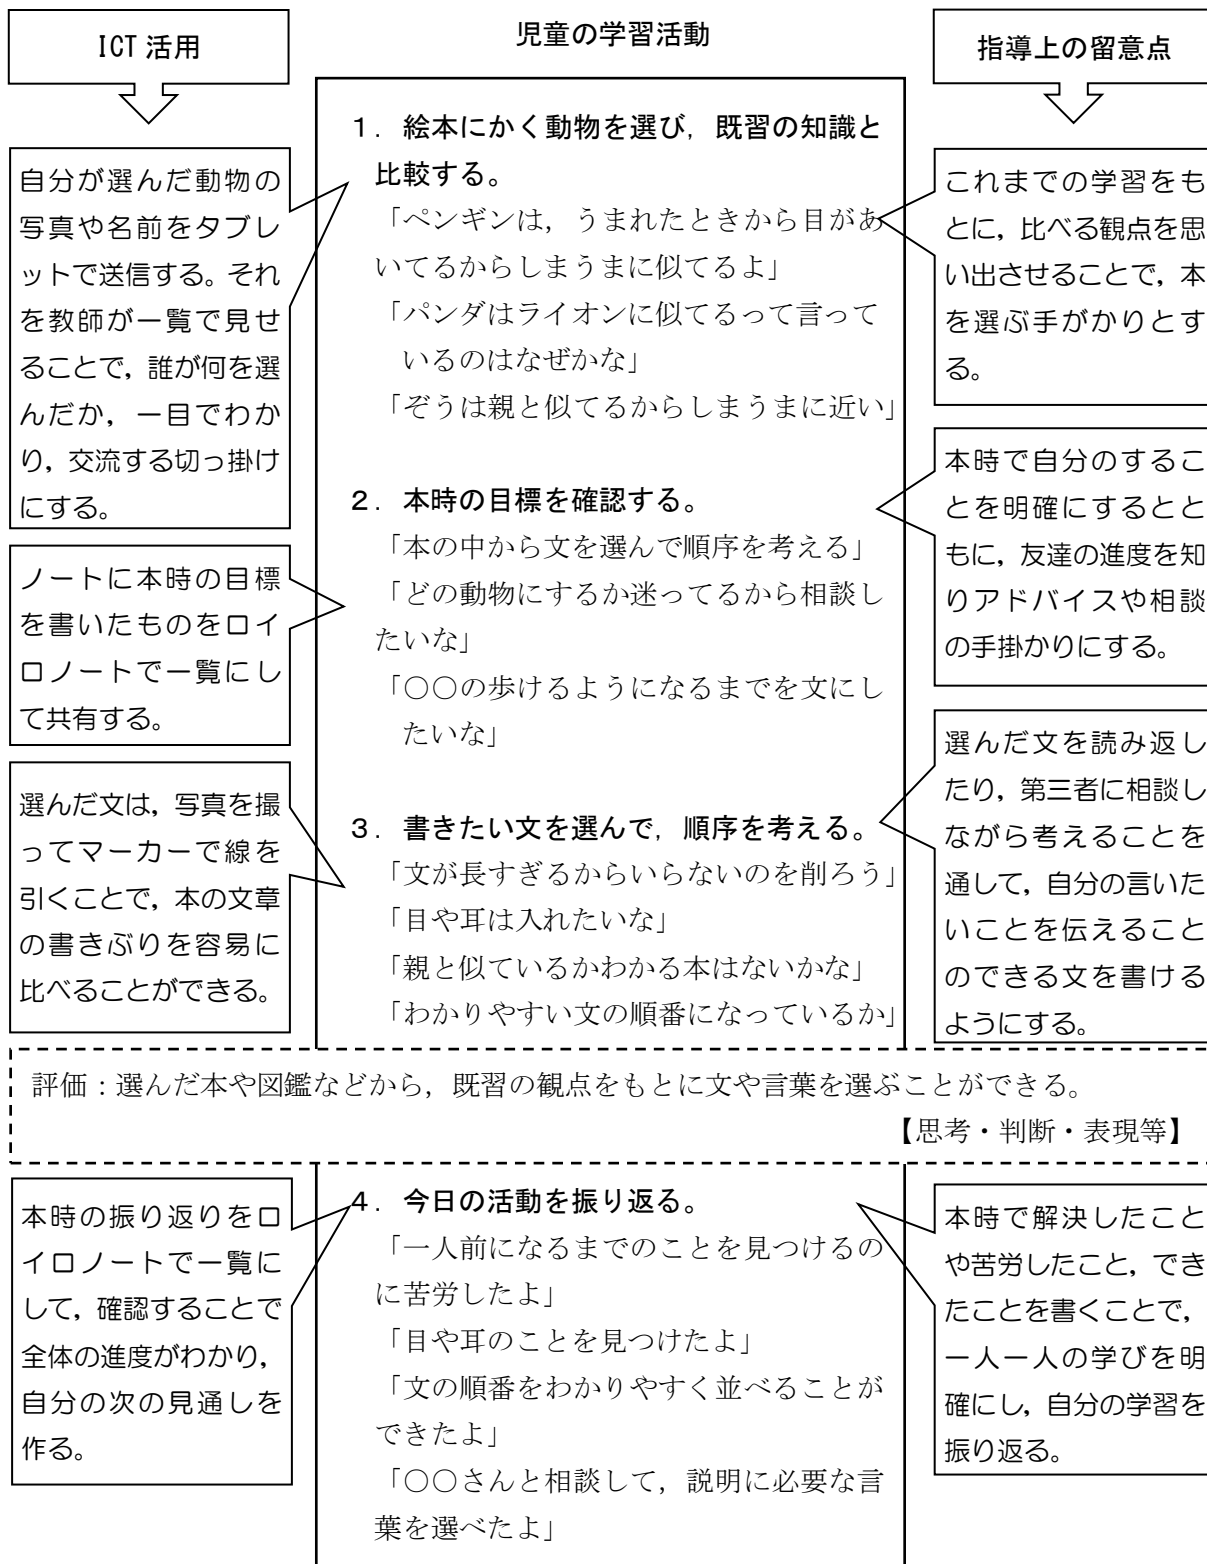 ICT 活用
児童の学習活動
指導上の留意点
自分が選んだ動物の
写真や名前をタブレ
ットで送信する。それ
を教師が一覧で見せ
ることで，誰が何を選
んだか，一目でわか
り，交流する切っ掛け
にする。
ノートに本時の目標
を書いたものをロイ
ロノートで一覧にし
て共有する。
選んだ文は，写真を撮
ってマーカーで線を
引くことで，本の文章
の書きぶりを容易に
比べることができる。
１．絵本にかく動物を選び，既習の知識と
比較する。
「ペンギンは，うまれたときから目があ
いてるからしまうまに似てるよ」
「パンダはライオンに似てるって言って
いるのはなぜかな」
「ぞうは親と似てるからしまうまに近い」
２．本時の目標を確認する。
「本の中から文を選んで順序を考える」
「どの動物にするか迷ってるから相談し
たいな」
「○○の歩けるようになるまでを文にし
たいな」
３．書きたい文を選んで，順序を考える。
「文が長すぎるからいらないのを削ろう」
「目や耳は入れたいな」
「親と似ているかわかる本はないかな」
「わかりやすい文の順番になっているか」
これまでの学習をも
とに，比べる観点を思
い出させることで，本
を選ぶ手がかりとす
る。
本時で自分のするこ
とを明確にするとと
もに，友達の進度を知
りアドバイスや相談
の手掛かりにする。
選んだ文を読み返し
たり，第三者に相談し
ながら考えることを
通して，自分の言いた
いことを伝えること
のできる文を書ける
ようにする。
評価：選んだ本や図鑑などから，既習の観点をもとに文や言葉を選ぶことができる。
【思考・判断・表現等】
本時の振り返りをロ
イロノートで一覧に
して，確認することで
全体の進度がわかり，
自分の次の見通しを
作る。
４．今日の活動を振り返る。
「一人前になるまでのことを見つけるの
に苦労したよ」
「目や耳のことを見つけたよ」
「文の順番をわかりやすく並べることが
できたよ」
「○○さんと相談して，説明に必要な言
葉を選べたよ」
本時で解決したこと
や苦労したこと，でき
たことを書くことで，
一人一人の学びを明
確にし，自分の学習を
振り返る。